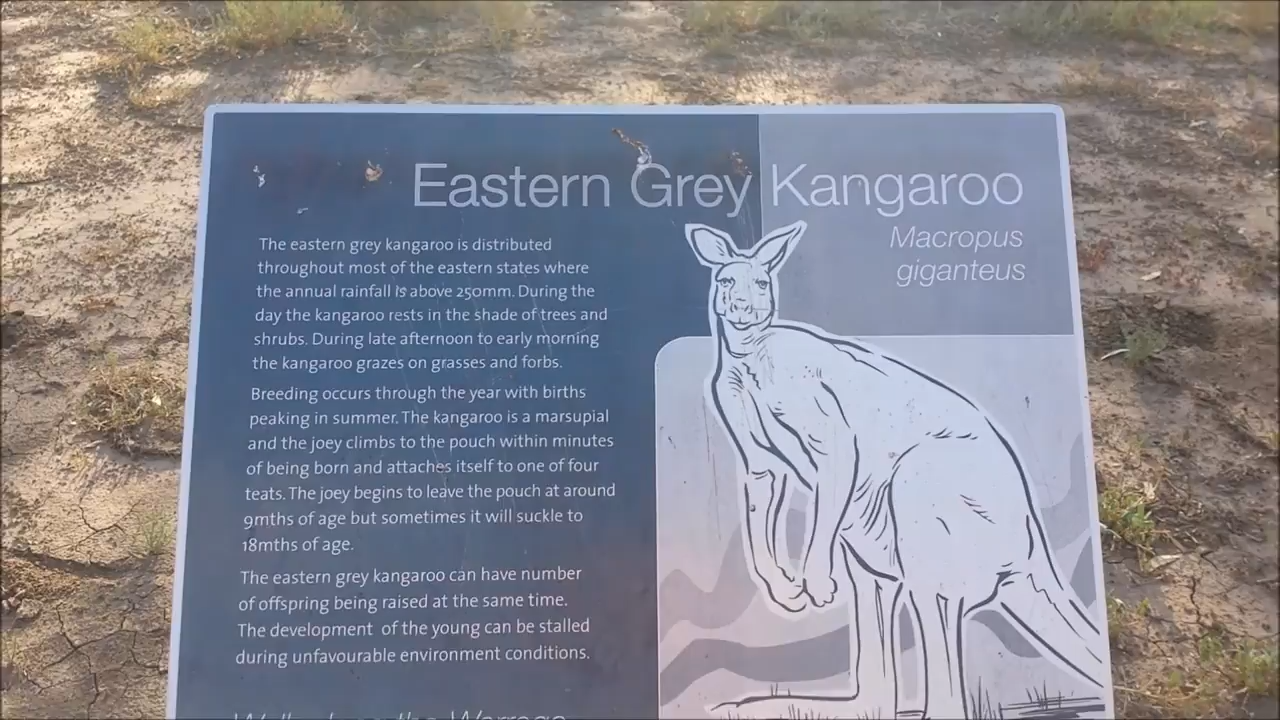 Eastern Grey Kangaroo
Macropus
giganteus
The eastern grey kangaroo is distributed
throughout most of the eastern states where
the annual rainfall is above 250mm. During the
day the kangaroo rests in the shade of trees and
shrubs. During late afternoon to early morning
the kangaroo grazes on grasses and forbs.
Breeding occurs through the year with births
peaking in summer. The kangaroo is a marsupial
and the joey climbs to the pouch within minutes
of being born and attaches itself to one of four
teats. The joey begins to leave the pouch at around
9mths of age but sometimes it will suckle to
18mths of age.
The eastern grey kangaroo can have number
of offspring being raised at the same time.
The development of the young can be stalled
during unfavourable environment conditions.